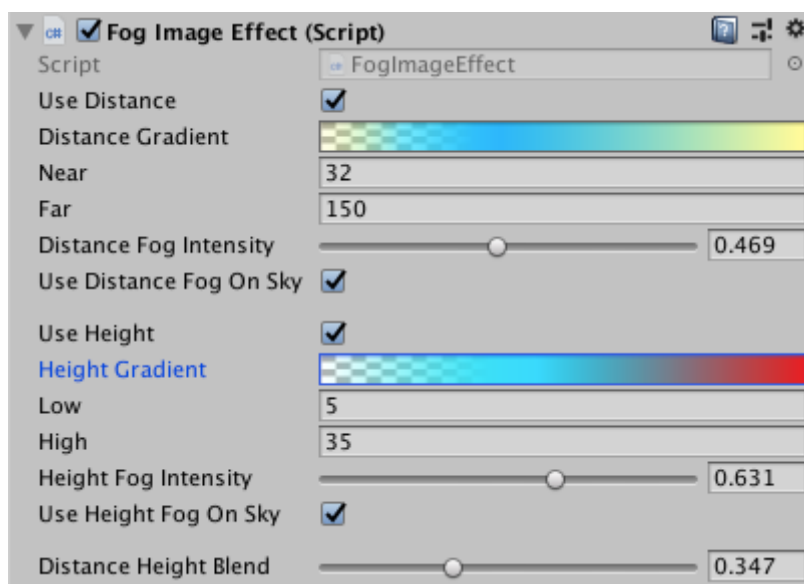 c# Fog Image Effect (Script)
Script FogImageEffect
Use Distance
Distance Gradient
Near 32
Far 150
Distance Fog Intensity 0.469
Use Distance Fog On Sky
Use Height
Height Gradient
Low 5
High 35
Height Fog Intensity 0.631
Use Height Fog On Sky
Distance Height Blend 0.347